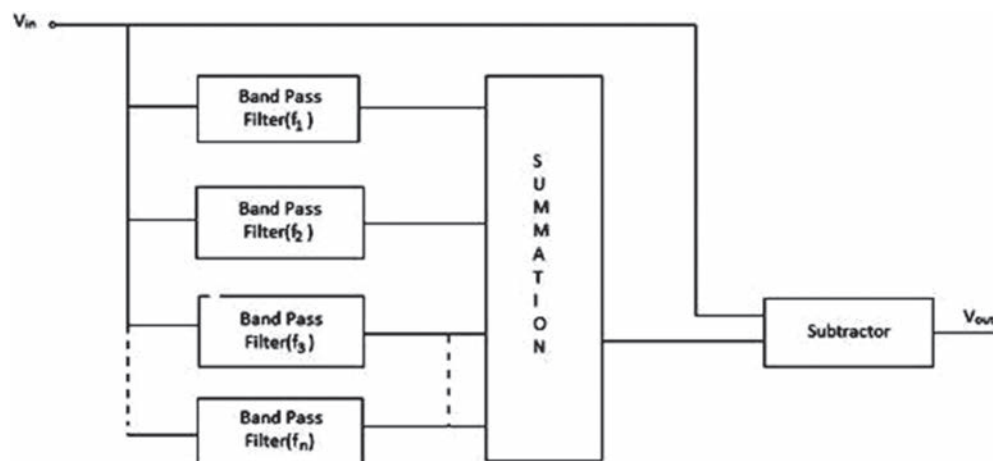 Vin
Band Pass
Filter(f1)
Band Pass
Filter(f2)
Band Pass
Filter(f3)
Band Pass
Filter(fn)
SUMMATION
Subtractor
Vout